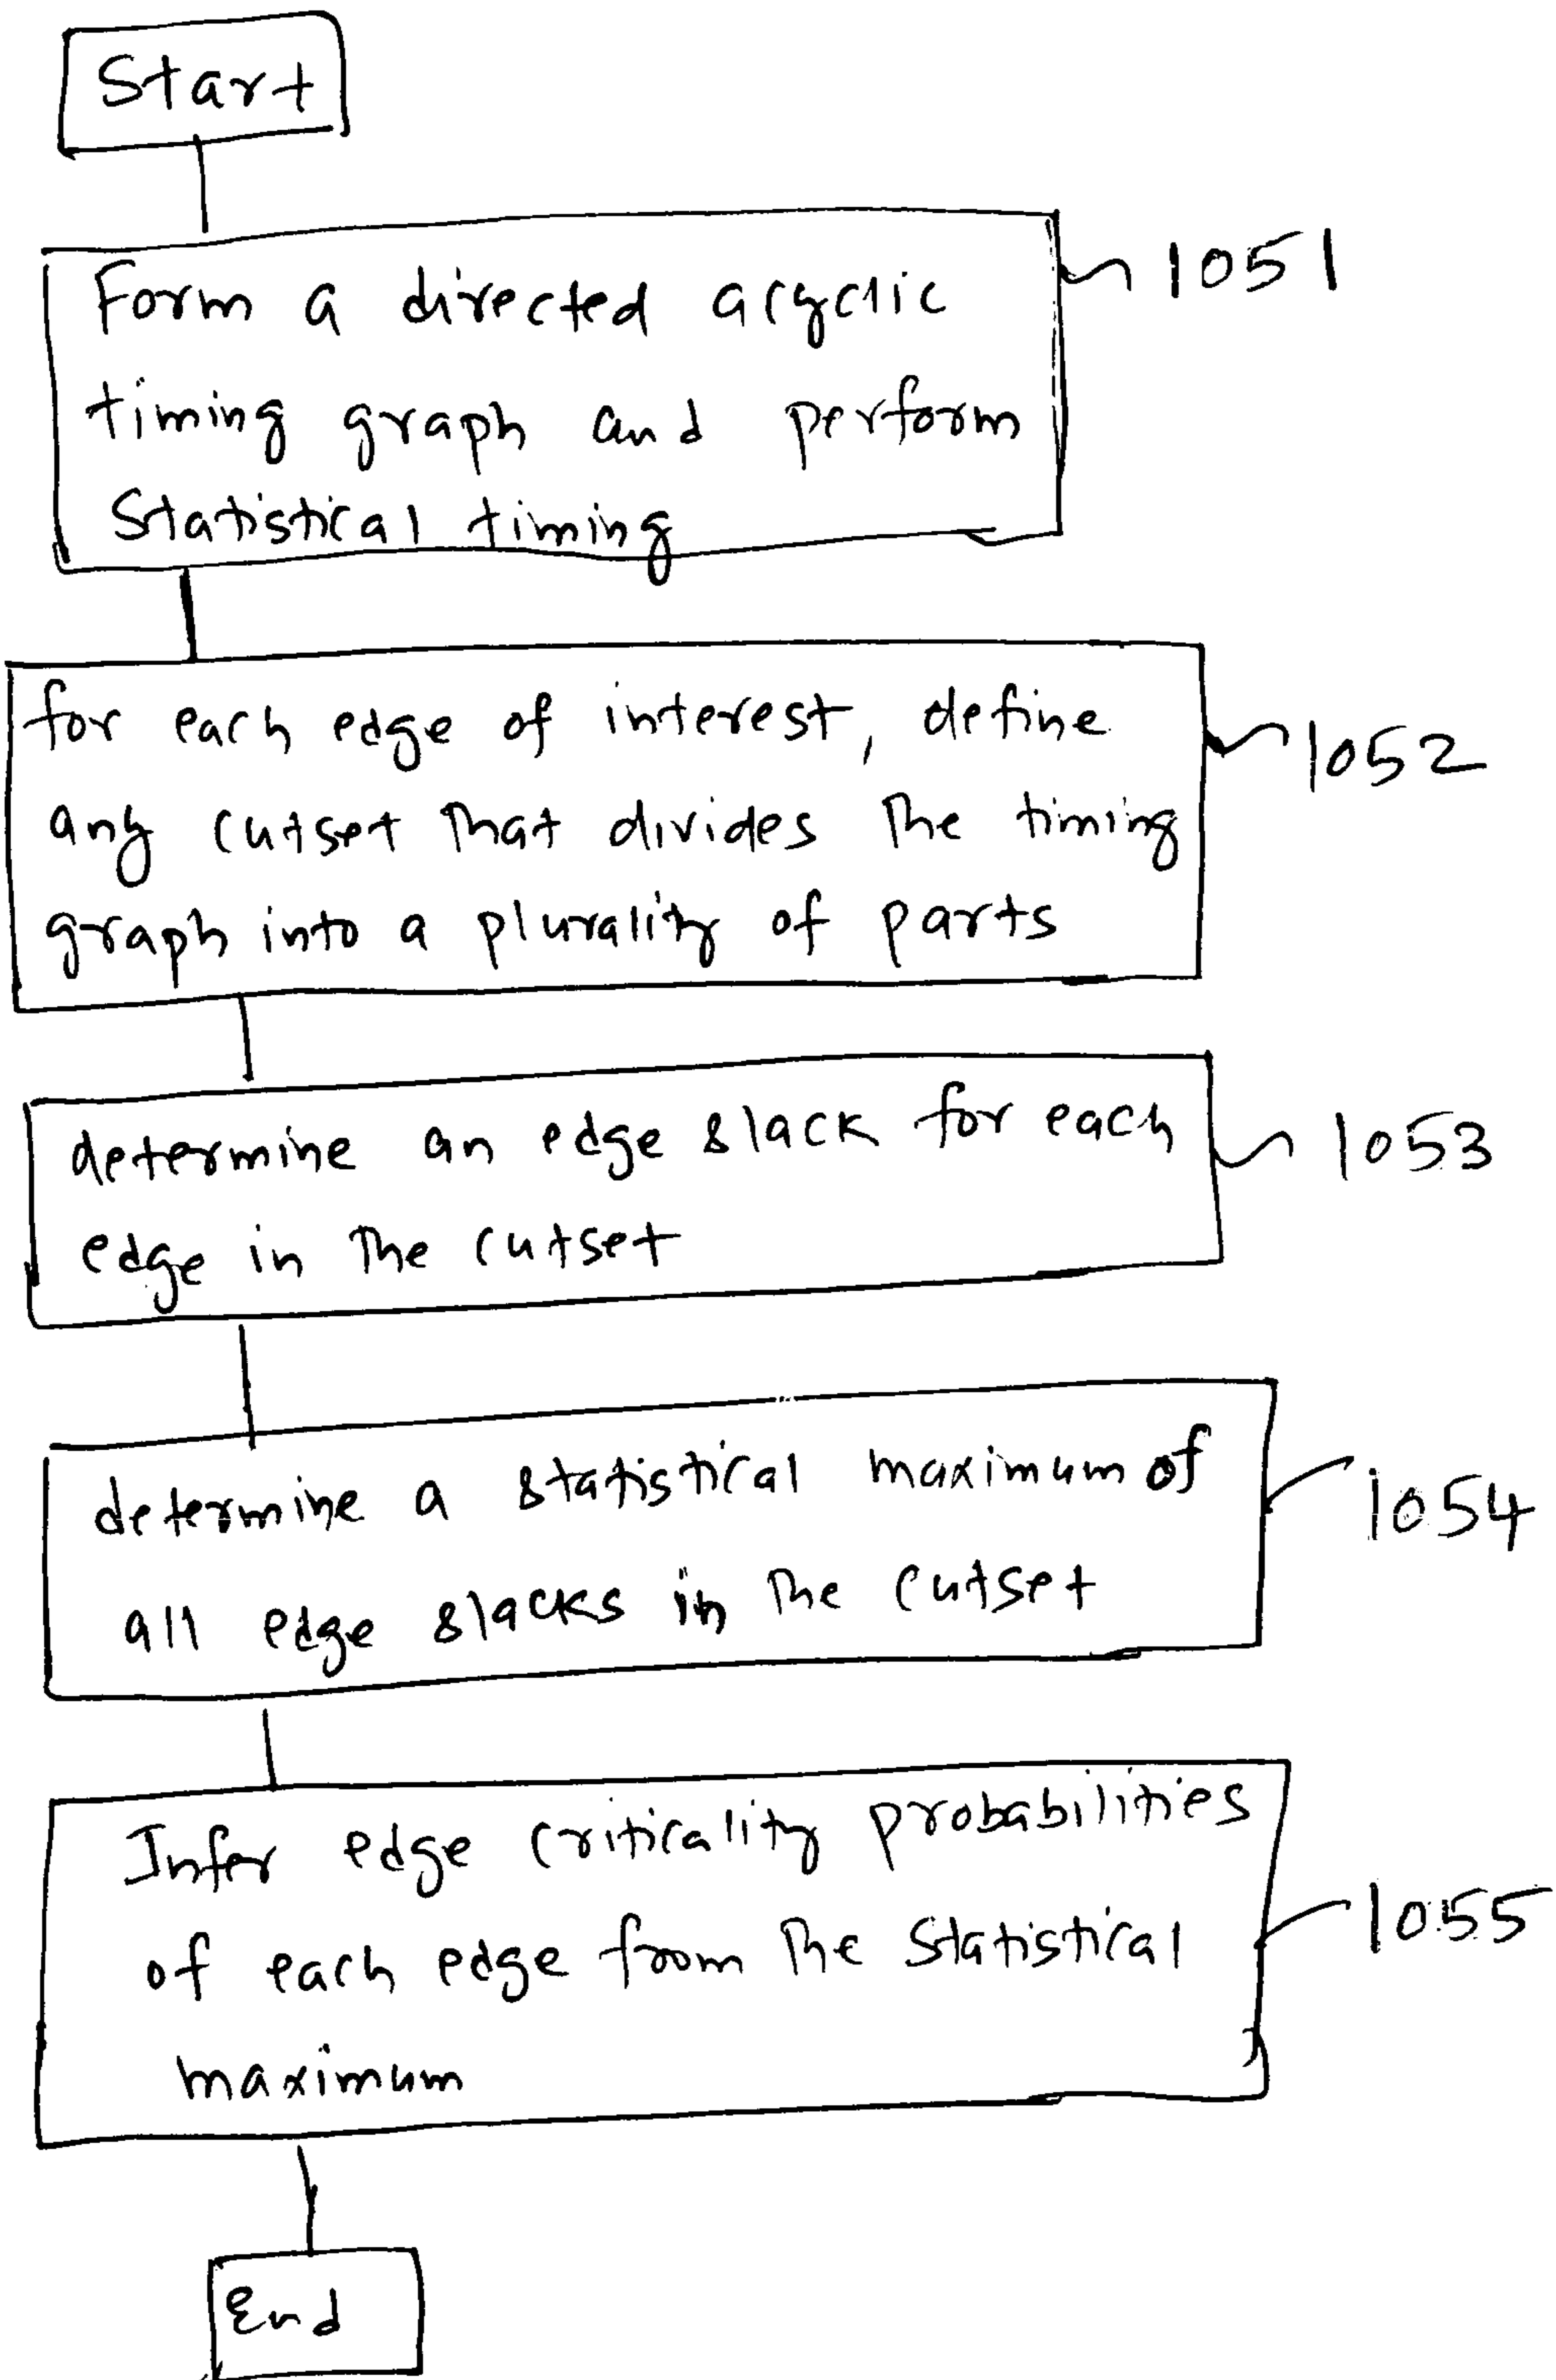 Start
Form a directed acyclic
timing graph and perform
Statistical timing
1051
for each edge of interest, define
any cutset that divides the timing
graph into a plurality of parts
1052
determine an edge slack for each
edge in the cutset
1053
determine a statistical maximum of
all edge slacks in the cutset
1054
Infer edge criticality probabilities
of each edge from the statistical
maximum
1055
End